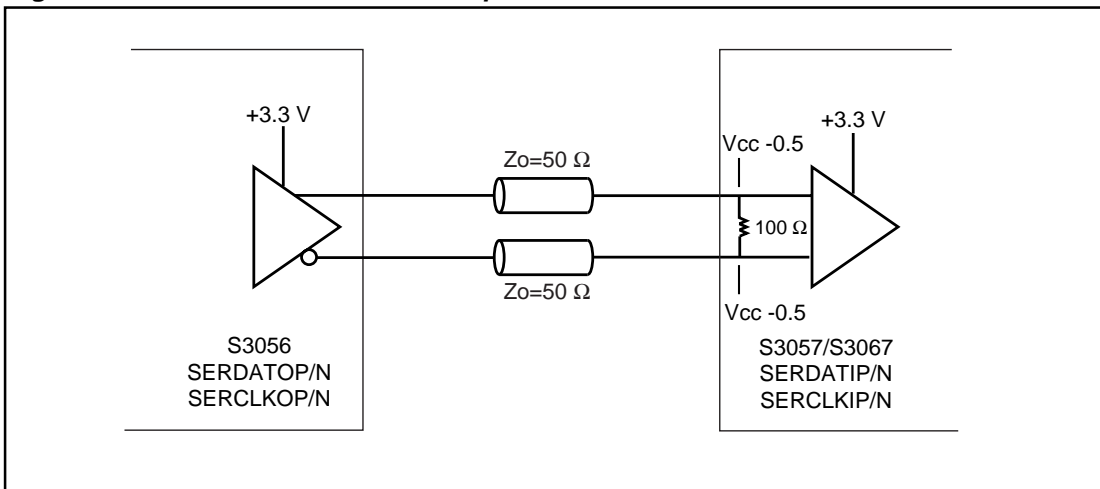 +3.3 V
Zo=50 Ω
Zo=50 Ω
S3056
SERDATOP/N
SERCLKOP/N
Vcc -0.5
+3.3 V
100 Ω
Vcc -0.5
S3057/S3067
SERDATIP/N
SERCLKIP/N